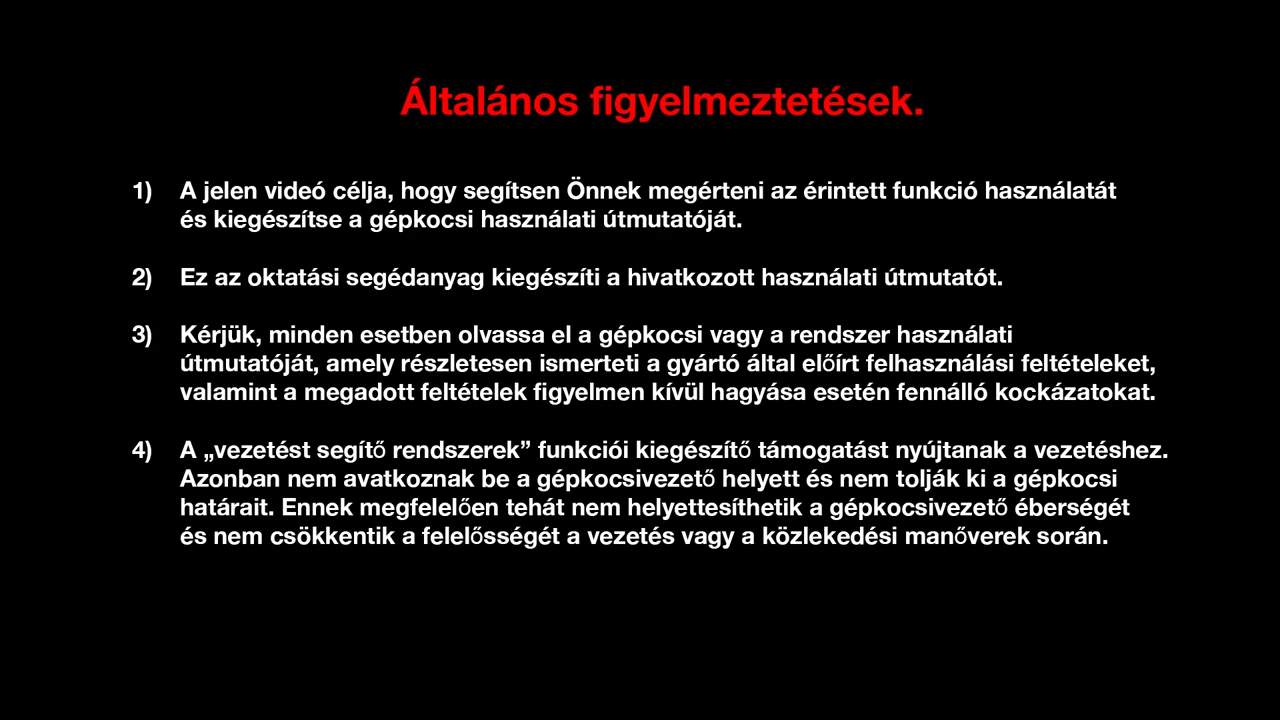 Általános figyelmeztetések.
1) A jelen videó célja, hogy segítsen Önnek megérteni az érintett funkció használatát
és kiegészítse a gépkocsi használati útmutatóját.
2) Ez az oktatási segédanyag kiegészíti a hivatkozott használati útmutatót.
3) Kérjük, minden esetben olvassa el a gépkocsi vagy a rendszer használati
útmutatóját, amely részletesen ismerteti a gyártó által előírt felhasználási feltételeket,
valamint a megadott feltételek figyelmen kívül hagyása esetén fennálló kockázatokat.
4) A „vezetést segítő rendszerek” funkciói kiegészítő támogatást nyújtanak a vezetéshez.
Azonban nem avatkoznak be a gépkocsivezető helyett és nem tolják ki a gépkocsi
határait. Ennek megfelelően tehát nem helyettesíthetik a gépkocsivezető éberségét
és nem csökkentik a felelősségét a vezetés vagy a közlekedési manőverek során.